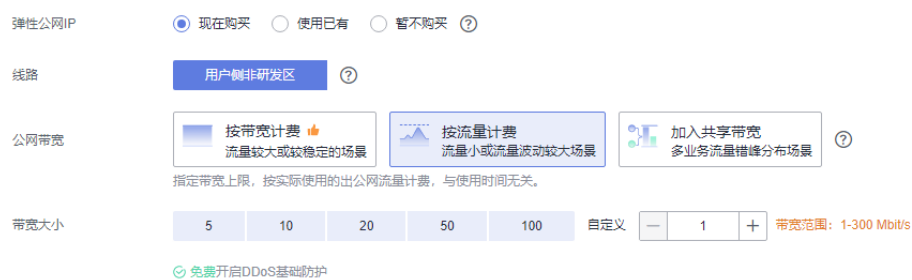 弹性公网IP 现在购买 使用已有 暂不购买 ?
线路 用户侧非研发区 ?
公网带宽 按带宽计费 按流量计费 加入共享带宽 ?
流量较大或较稳定的场景 流量小或流量波动较大场景 多业务流量错峰分布场景
指定带宽上限，按实际使用的出公网流量计费，与使用时间无关。
带宽大小 5 10 20 50 100 自定义 — 1 + 带宽范围：1-300 Mbit/s
免费开启DDoS基础防护